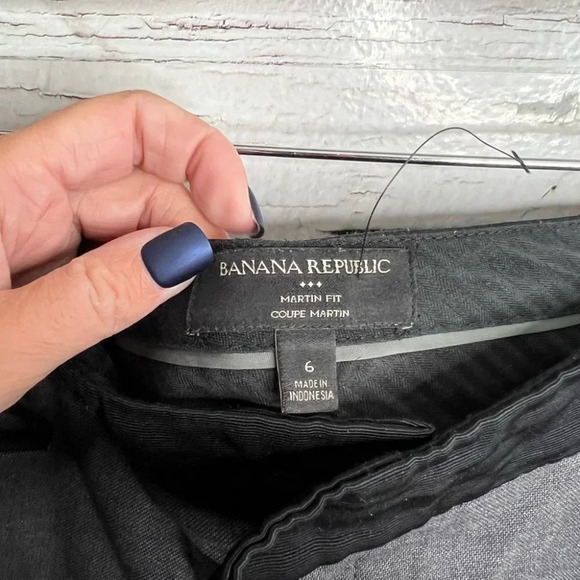 BANANA REPUBLIC
MARTIN FIT
COUPE MARTIN
6
MADE IN
INDONESIA